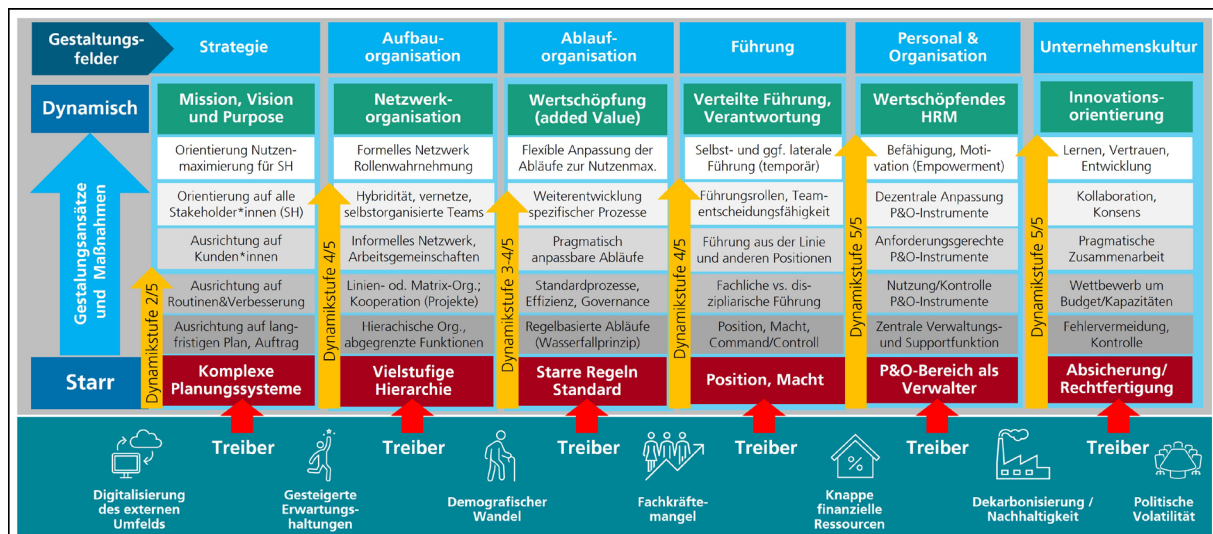 Gestaltungs-
felder
Strategie
Aufbau-
organisation
Ablauf-
organisation
Führung
Personal &
Organisation
Unternehmenskultur
Dynamisch
Mission, Vision
und Purpose
Netzwerk-
organisation
Wertschöpfung
(added Value)
Verteilte Führung,
Verantwortung
Wertschöpfendes
HRM
Innovations-
orientierung
Gestalungsansätze
und Maßnahmen
Orientierung Nutzen-
maximierung für SH
Formelles Netzwerk
Rollenwahrnehmung
Flexible Anpassung der
Abläufe zur Nutzenmax.
Selbst- und ggf. laterale
Führung (temporär)
Befähigung, Moti-
vation (Empowerment)
Lernen, Vertrauen,
Entwicklung
Orientierung auf alle
Stakeholder*innen (SH)
Hybridität, vernetze,
selbstorganisierte Teams
Weiterentwicklung
spezifischer Prozesse
Führungsrollen, Team-
entscheidungsfähigkeit
Dezentrale Anpassung
P&O-Instrumente
Kollaboration,
Konsens
Ausrichtung auf
Kunden*innen
Informelles Netzwerk,
Arbeitsgemeinschaften
Pragmatisch
anpassbare Abläufe
Führung aus der Linie
und anderen Positionen
Anforderungsgerechte
P&O-Instrumente
Pragmatische
Zusammenarbeit
Ausrichtung auf
Routinen&Verbesserung
Linien- od. Matrix-Org.;
Kooperation (Projekte)
Standardprozesse,
Effizienz, Governance
Fachliche vs. dis-
zipliarische Führung
Nutzung/Kontrolle
P&O-Instrumente
Wettbewerb um
Budget/Kapazitäten
Ausrichtung auf lang-
fristigen Plan, Auftrag
Hierachische Org.,
abgegrenzte Funktionen
Regelbasierte Abläufe
(Wasserfallprinzip)
Position, Macht,
Command/Controll
Zentrale Verwaltungs-
und Supportfunktion
Fehlervermeidung,
Kontrolle
Dynamikstufe 2/5
Dynamikstufe 4/5
Dynamikstufe 3-4/5
Dynamikstufe 4/5
Dynamikstufe 5/5
Dynamikstufe 5/5
Starr
Komplexe
Planungssysteme
Vielstufige
Hierarchie
Starre Regeln
Standard
Position, Macht
P&O-Bereich als
Verwalter
Absicherung/
Rechtfertigung
Treiber
Treiber
Treiber
Treiber
Treiber
Treiber
Digitalisierung
des externen
Umfelds
Gesteigerte
Erwartungs-
haltungen
Demografischer
Wandel
Fachkräfte-
mangel
Knappe
finanzielle
Ressourcen
Dekarbonisierung /
Nachhaltigkeit
Politische
Volatilität